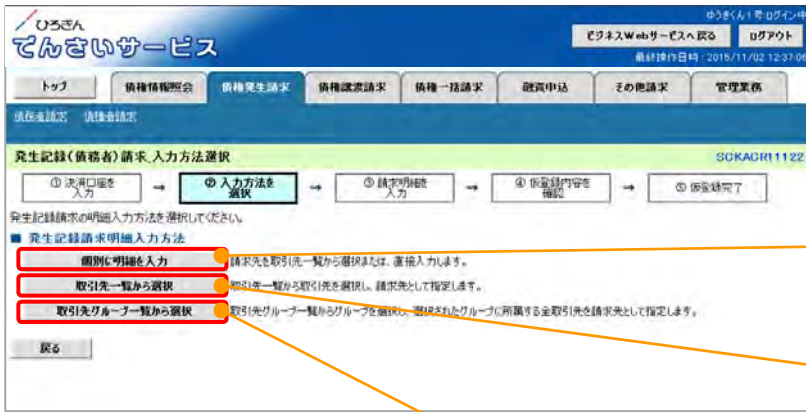 ゆうぎん1号:ログイン中
ひろぎん
でんさいサービス
ビジネスWebサービスへ戻る ログアウト
最終操作日時：2015/11/02 12:37:06
トップ 債権情報照会 債権発生請求 債権譲渡請求 債権一括請求 融資申込 その他請求 管理業務
債務者請求 債権者請求
発生記録(債務者)請求_入力方法選択 SCKACR11122
① 決済口座を入力 → ② 入力方法を選択 → ③ 請求明細を入力 → ④ 仮登録内容を確認 → ⑤ 仮登録完了
発生記録請求の明細入力方法を選択してください。
■ 発生記録請求明細入力方法
個別に明細を入力 請求先を取引先一覧から選択または、直接入力します。
取引先一覧から選択 取引先一覧から取引先を選択し、請求先として指定します。
取引先グループ一覧から選択 取引先グループ一覧からグループを選択し、選択されたグループに所属する全取引先を請求先として指定します。
戻る